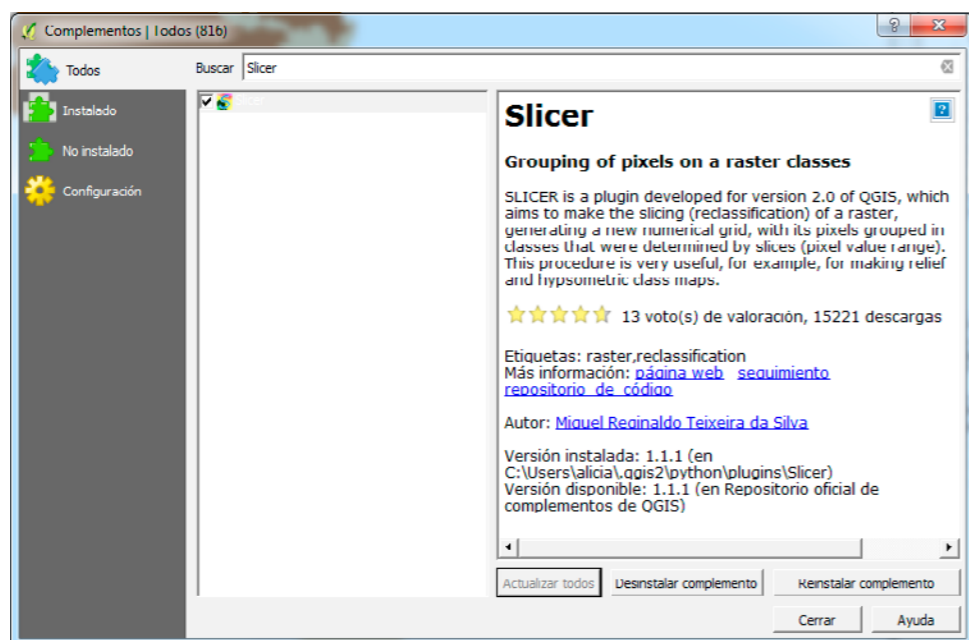 Complementos | Todos (816)
Todos
Instalado
No instalado
Configuración
Buscar Slicer
Slicer
Slicer
Grouping of pixels on a raster classes
SLICER is a plugin developed for version 2.0 of QGIS, which
aims to make the slicing (reclassification) of a raster,
generating a new numerical grid, with its pixels grouped in
classes that were determined by slices (pixel value range).
This procedure is very useful, for example, for making relief
and hypsometric class maps.
13 voto(s) de valoración, 15221 descargas
Etiquetas: raster,reclassification
Más información: página web seguimiento
repositorio de código
Autor: Miguel Reginaldo Teixeira da Silva
Versión instalada: 1.1.1 (en
C:\Users\alicia\.qgis2\python\plugins\Slicer)
Versión disponible: 1.1.1 (en Repositorio oficial de
complementos de QGIS)
Actualizar todos Desinstalar complemento Reinstalar complemento
Cerrar Ayuda